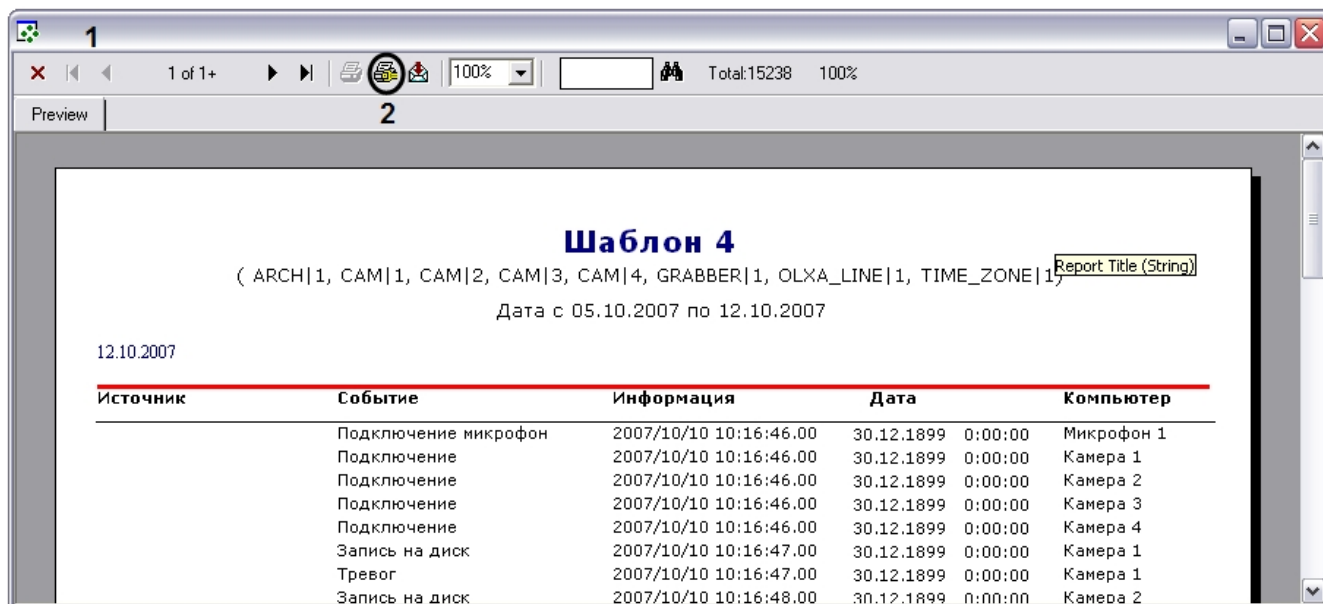 1
1 of 1+ 100% Total:15238 100%
Preview 2
Шаблон 4
( ARCH|1, CAM|1, CAM|2, CAM|3, CAM|4, GRABBER|1, OLXA_LINE|1, TIME_ZONE|1)
Report Title (String)
Дата с 05.10.2007 по 12.10.2007
12.10.2007
Источник Событие Информация Дата Компьютер
Подключение микрофон 2007/10/10 10:16:46.00 30.12.1899 0:00:00 Микрофон 1
Подключение 2007/10/10 10:16:46.00 30.12.1899 0:00:00 Камера 1
Подключение 2007/10/10 10:16:46.00 30.12.1899 0:00:00 Камера 2
Подключение 2007/10/10 10:16:46.00 30.12.1899 0:00:00 Камера 3
Подключение 2007/10/10 10:16:46.00 30.12.1899 0:00:00 Камера 4
Запись на диск 2007/10/10 10:16:47.00 30.12.1899 0:00:00 Камера 1
Тревог 2007/10/10 10:16:47.00 30.12.1899 0:00:00 Камера 1
Запись на диск 2007/10/10 10:16:48.00 30.12.1899 0:00:00 Камера 2